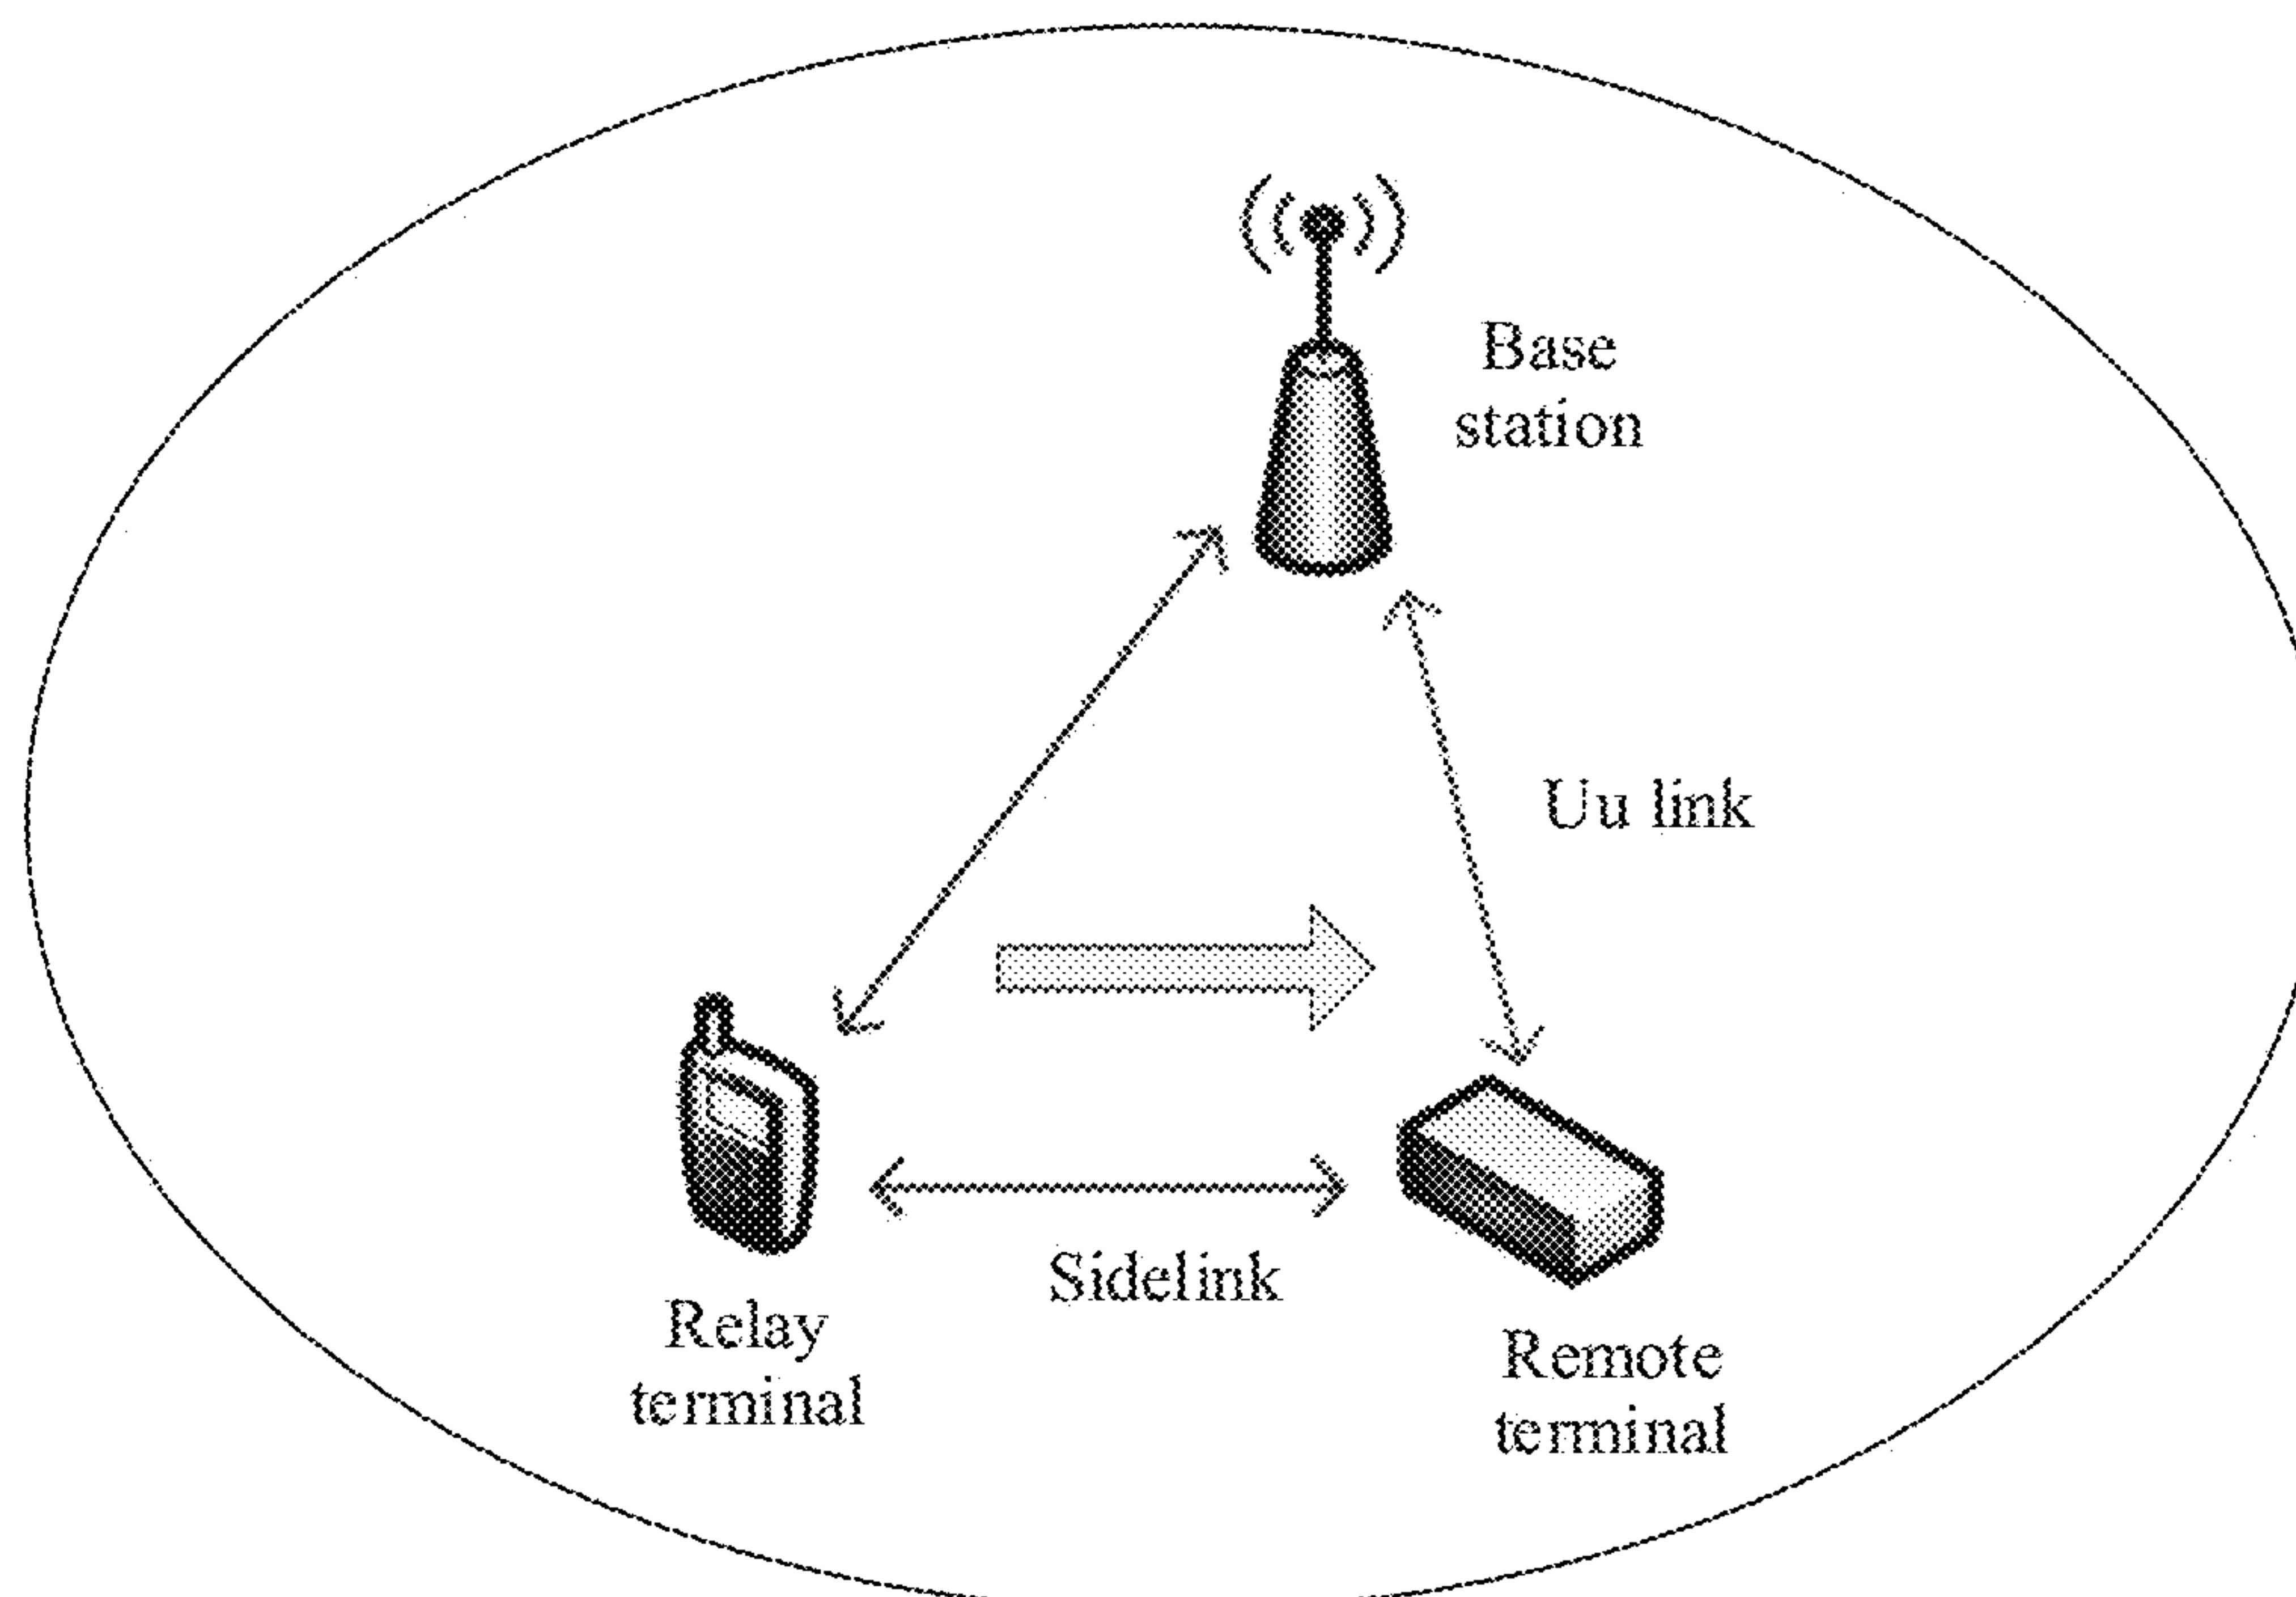 Base
station
Uu link
Sidelink
Relay
terminal
Remote
terminal